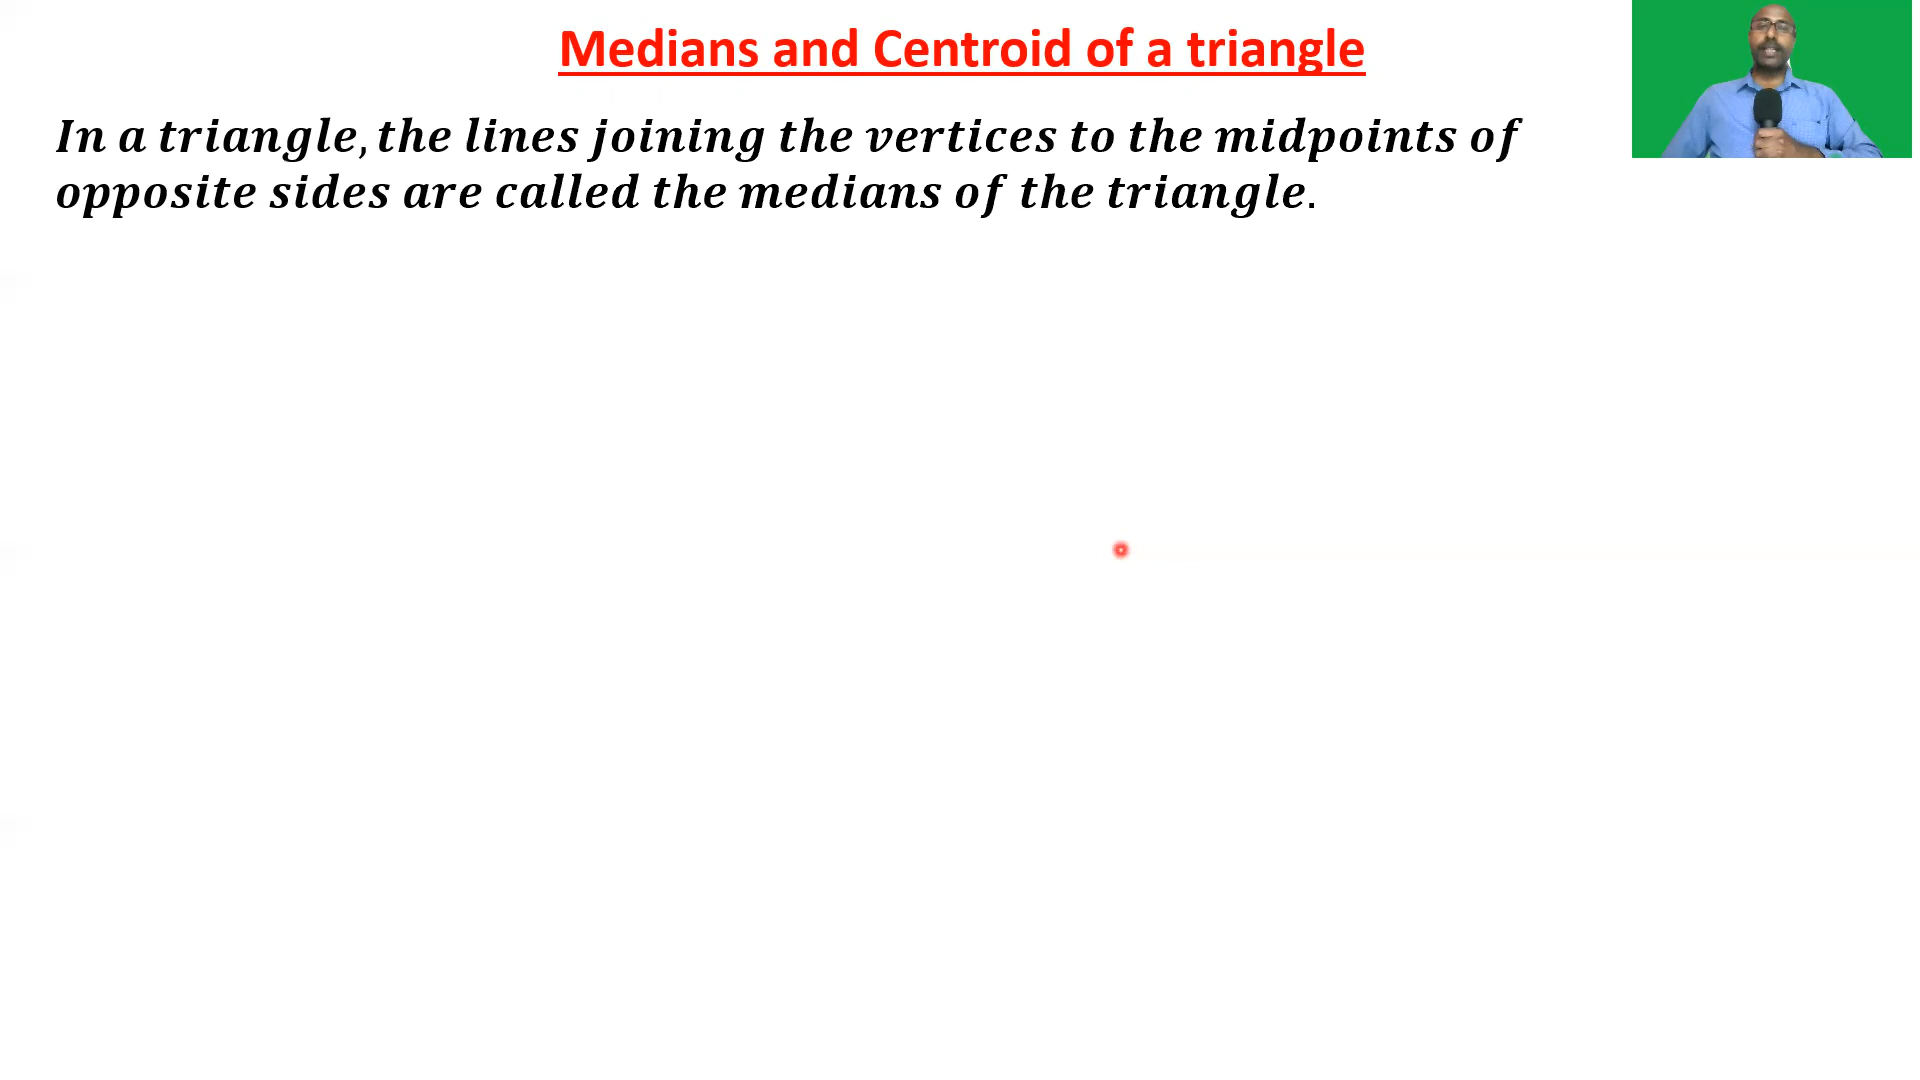 Medians and Centroid of a triangle
In a triangle, the lines joining the vertices to the midpoints of
opposite sides are called the medians of the triangle.